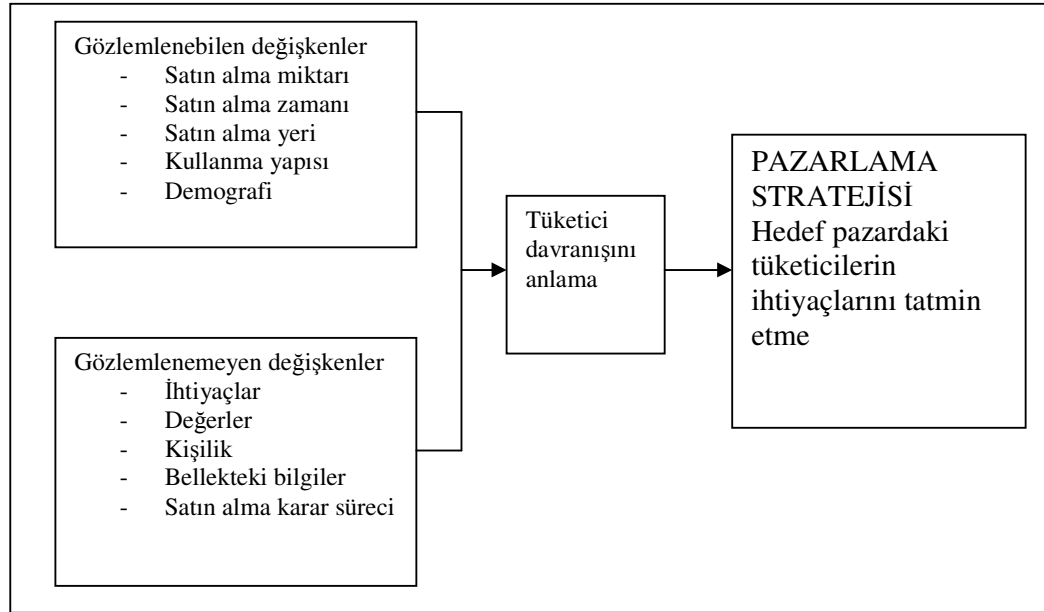 Gözlemlenebilen değişkenler
- Satın alma miktarı
- Satın alma zamanı
- Satın alma yeri
- Kullanma yapısı
- Demografi
Gözlemlenemeyen değişkenler
- İhtiyaçlar
- Değerler
- Kişilik
- Bellekteki bilgiler
- Satın alma karar süreci
Tüketici
davranışını
anlama
PAZARLAMA
STRATEJİSİ
Hedef pazardaki
tüketicilerin
ihtiyaçlarını tatmin
etme